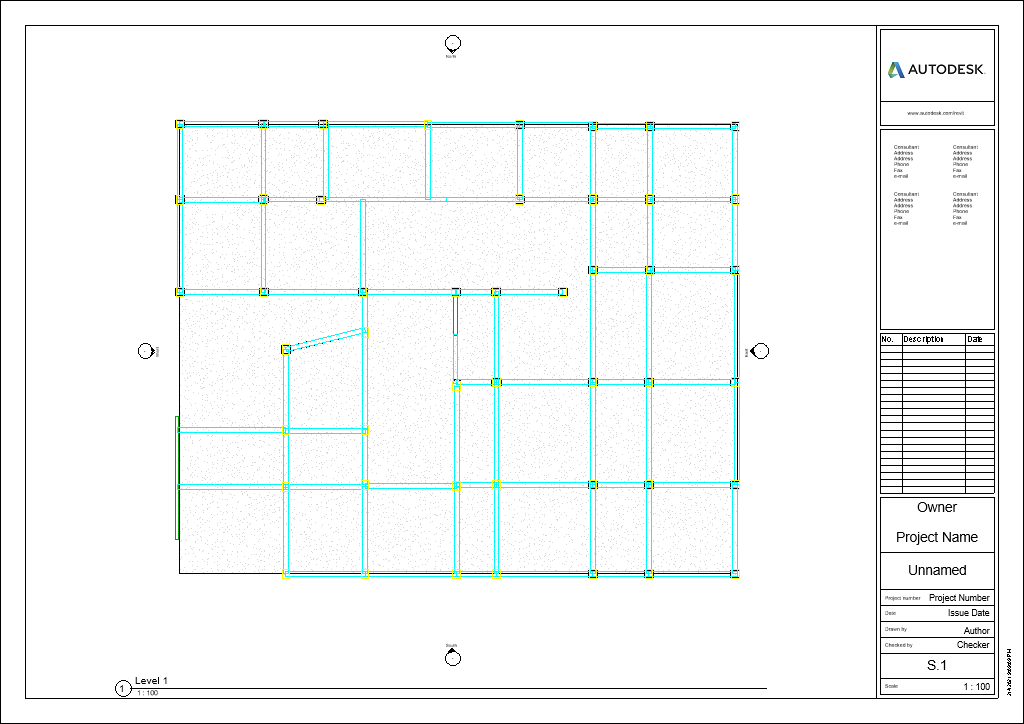 North
AUTODESK.
www.autodesk.com/revit
Consultant
Address
Address
Phone
Fax
e-mail
Consultant
Address
Address
Phone
Fax
e-mail
Consultant
Address
Address
Phone
Fax
e-mail
Consultant
Address
Address
Phone
Fax
e-mail
No. Description Date
Owner
Project Name
Unnamed
Project number Project Number
Date Issue Date
Drawn by Author
Checked by Checker
S.1
Scale 1 : 100
South
1 Level 1
1 : 100